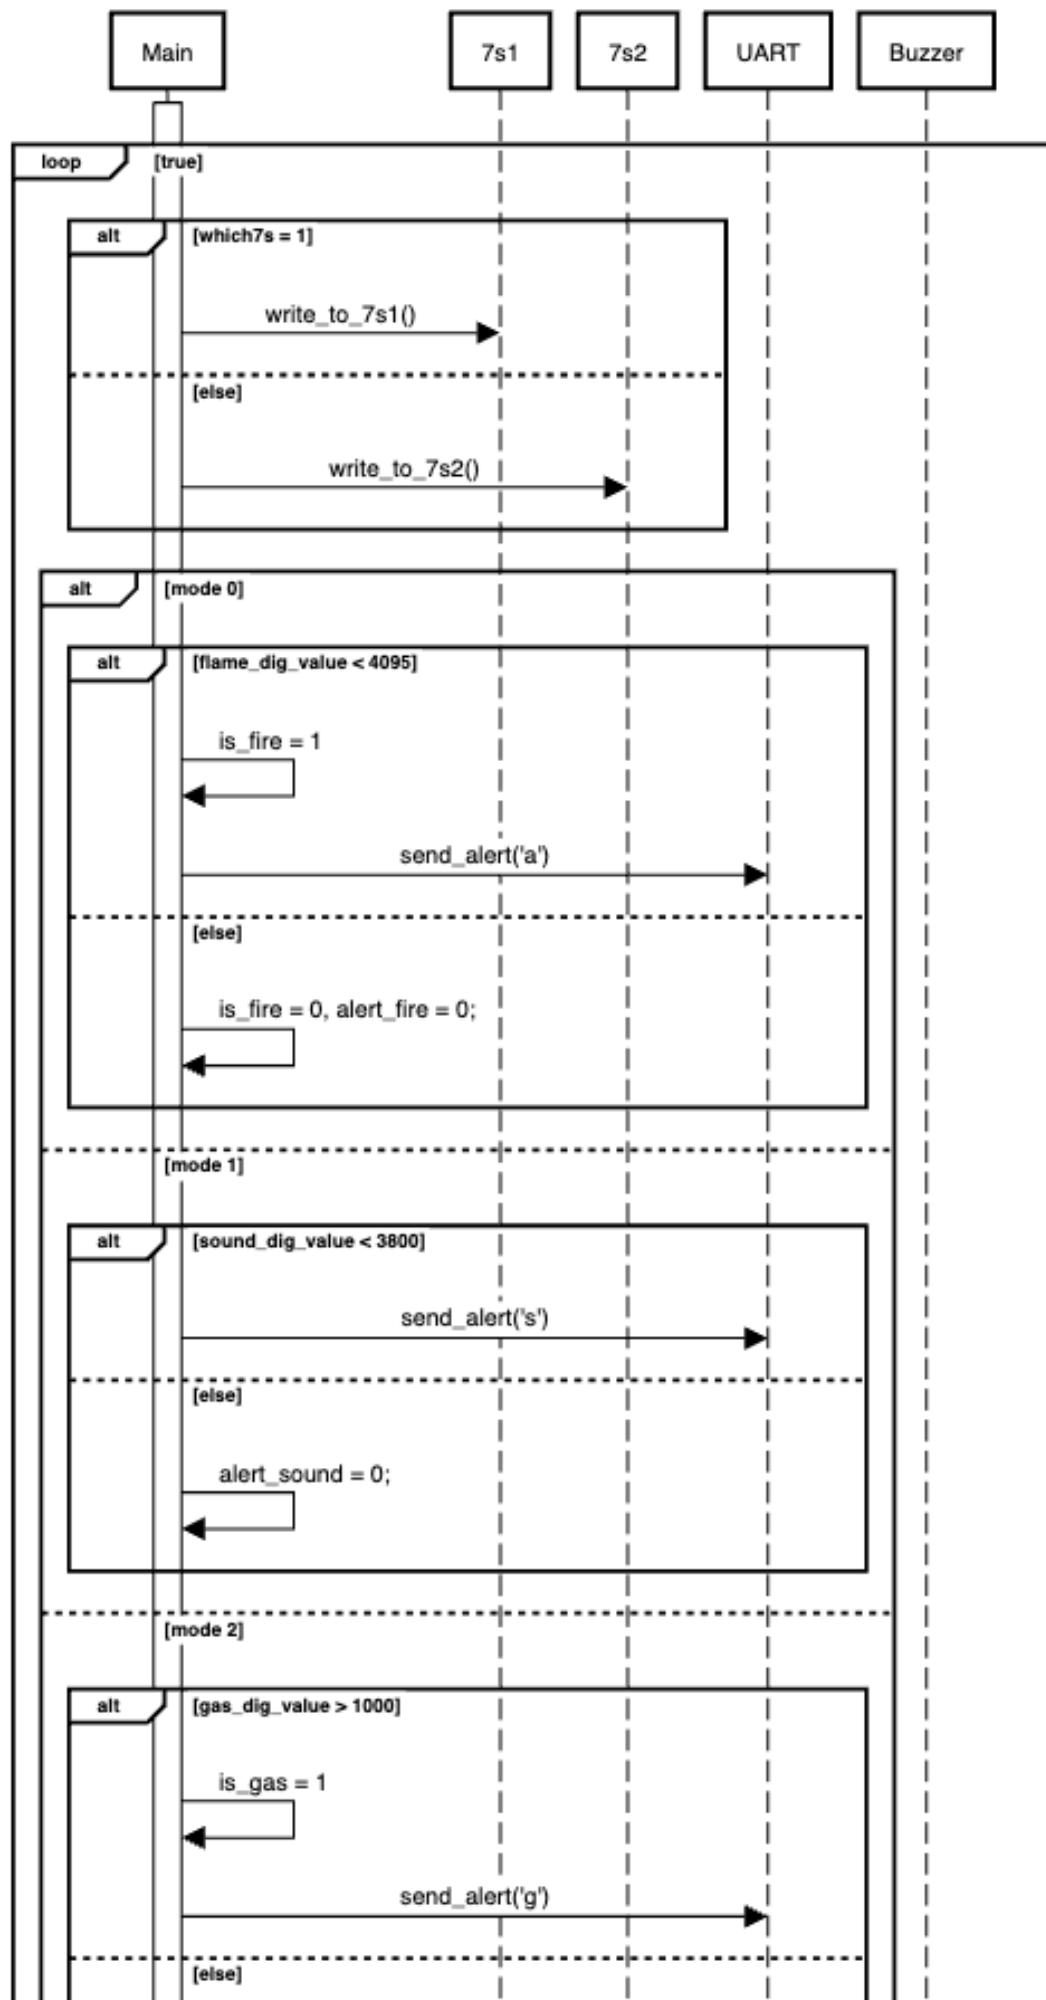 Main
7s1
7s2
UART
Buzzer
loop
[true]
alt
[which7s = 1]
write_to_7s1()
[else]
write_to_7s2()
alt
[mode 0]
alt
[flame_dig_value < 4095]
is_fire = 1
send_alert('a')
[else]
is_fire = 0, alert_fire = 0;
[mode 1]
alt
[sound_dig_value < 3800]
send_alert('s')
[else]
alert_sound = 0;
[mode 2]
alt
[gas_dig_value > 1000]
is_gas = 1
send_alert('g')
[else]